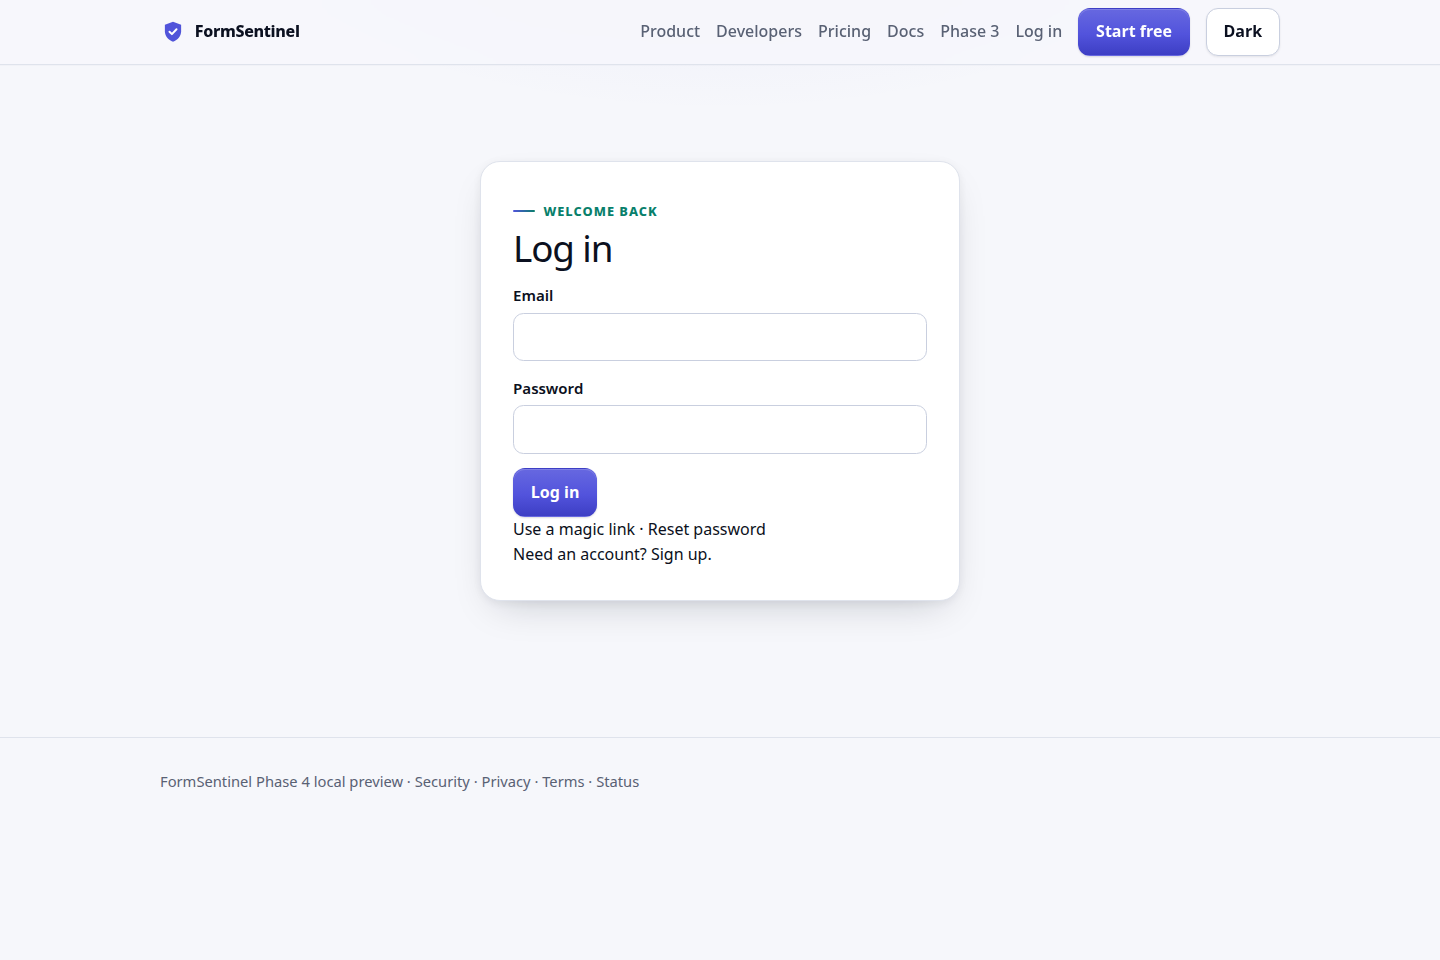 FormSentinel
Product Developers Pricing Docs Phase 3 Log in Start free Dark
WELCOME BACK
Log in
Email
Password
Log in
Use a magic link · Reset password
Need an account? Sign up.
FormSentinel Phase 4 local preview · Security · Privacy · Terms · Status